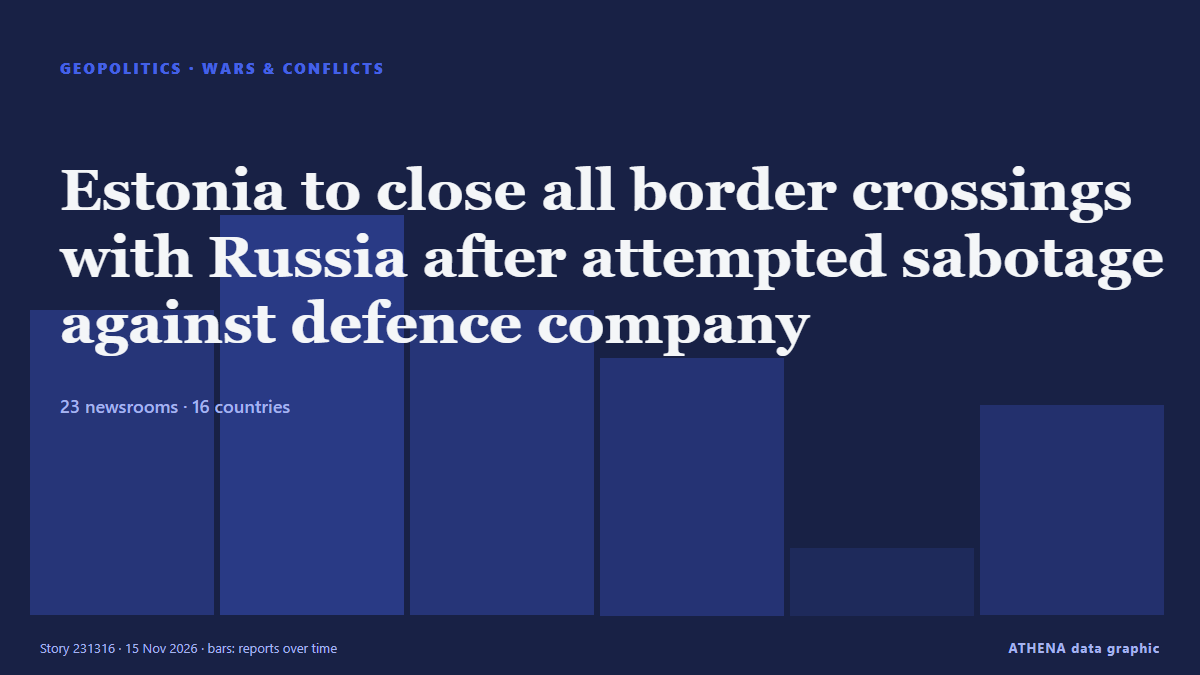 GEOPOLITICS · WARS & CONFLICTS
Estonia to close all border crossings
with Russia after attempted sabotage
against defence company
23 newsrooms · 16 countries
Story 231316 · 15 Nov 2026 · bars: reports over time
ATHENA data graphic